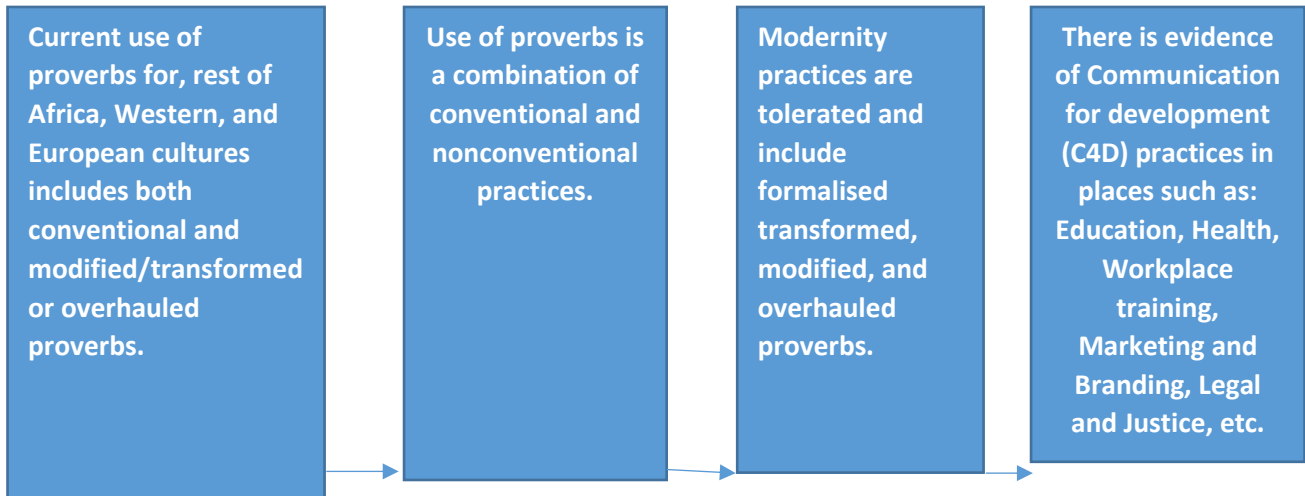 Current use of
proverbs for, rest of
Africa, Western, and
European cultures
includes both
conventional and
modified/transformed
or overhauled
proverbs.
Use of proverbs is
a combination of
conventional and
nonconventional
practices.
Modernity
practices are
tolerated and
include
formalised
transformed,
modified, and
overhauled
proverbs.
There is evidence
of Communication
for development
(C4D) practices in
places such as:
Education, Health,
Workplace
training,
Marketing and
Branding, Legal
and Justice, etc.